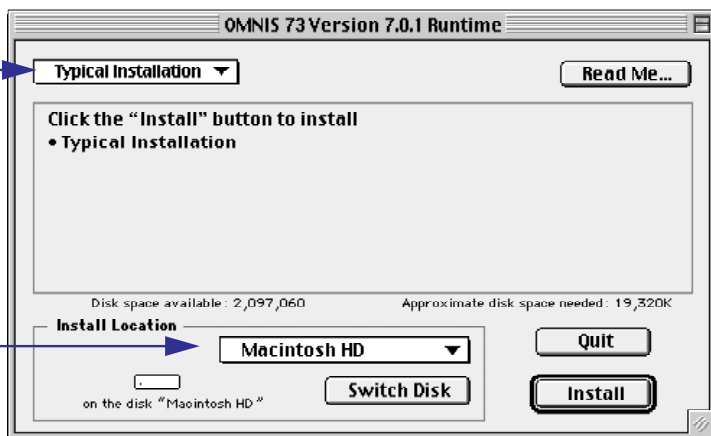 OMNIS 73 Version 7.0.1 Runtime
Typical Installation
Read Me...
Click the “Install” button to install
• Typical Installation
Disk space available: 2,097,060
Approximate disk space needed: 19,320K
Install Location
Macintosh HD
Quit
on the disk “Macintosh HD”
Switch Disk
Install